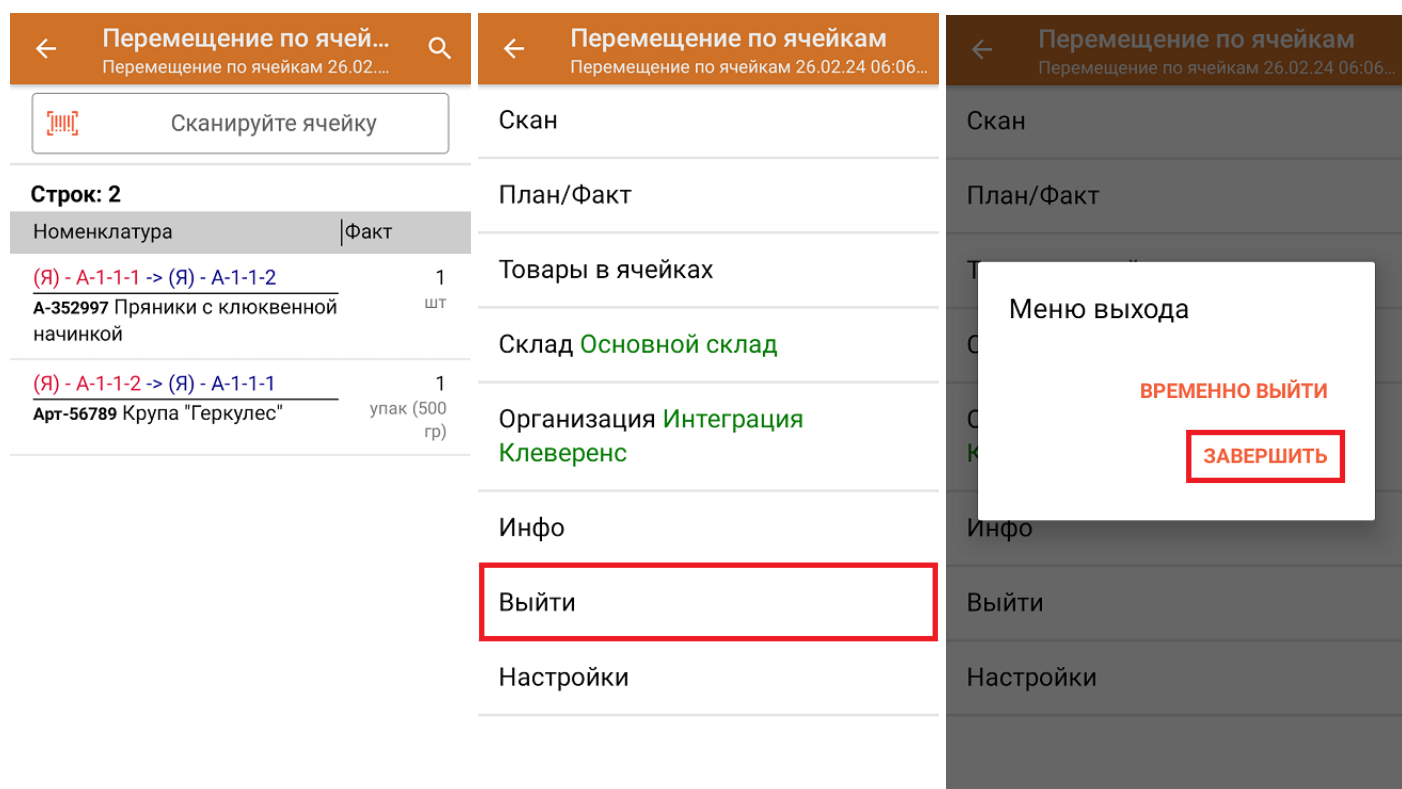 Перемещение по ячей...
Перемещение по ячейкам 26.02....
Сканируйте ячейку
Строк: 2
Номенклатура Факт
(Я) - А-1-1-1 -> (Я) - А-1-1-2 1
А-352997 Пряники с клюквенной шт
начинкой
(Я) - А-1-1-2 -> (Я) - А-1-1-1 1
Арт-56789 Крупа "Геркулес" упак (500
гр)
Перемещение по ячейкам
Перемещение по ячейкам 26.02.24 06:06...
Скан
План/Факт
Товары в ячейках
Склад Основной склад
Организация Интеграция
Клеверенс
Инфо
Выйти
Настройки
Перемещение по ячейкам
Перемещение по ячейкам 26.02.24 06:06...
Скан
План/Факт
Меню выхода
ВРЕМЕННО ВЫЙТИ
ЗАВЕРШИТЬ
Инфо
Выйти
Настройки